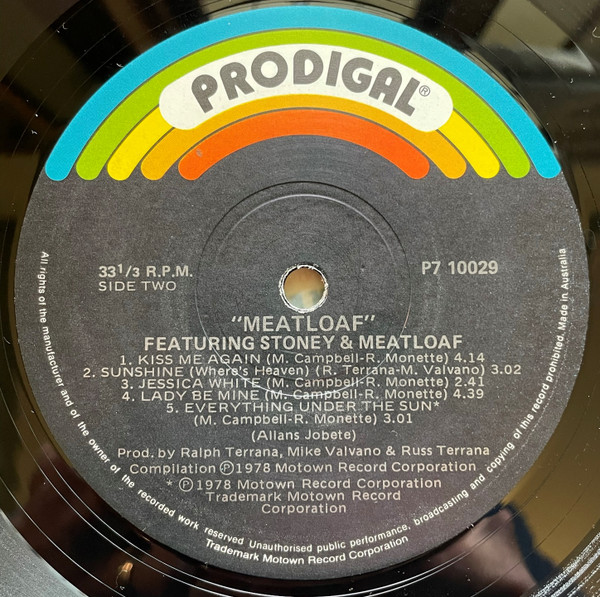 PRODIGAL®
33 1/3 R.P.M.
SIDE TWO
P7 10029
"MEATLOAF"
FEATURING STONEY & MEATLOAF
1. KISS ME AGAIN (M. Campbell-R. Monette) 4.14
2. SUNSHINE (Where's Heaven) (R. Terrana-M. Valvano) 3.02
3. JESSICA WHITE (M. Campbell-R. Monette) 2.41
4. LADY BE MINE (M. Campbell-R. Monette) 4.39
5. EVERYTHING UNDER THE SUN*
(M. Campbell-R. Monette) 3.01
(Allans Jobete)
Prod. by Ralph Terrana, Mike Valvano & Russ Terrana
Compilation ℗1978 Motown Record Corporation
* ℗1978 Motown Record Corporation
Trademark Motown Record
Corporation
All rights of the manufacturer and of the owner of the recorded work reserved Unauthorised public performance, broadcasting and copying of this record prohibited. Made in Australia
Trademark Motown Record Corporation